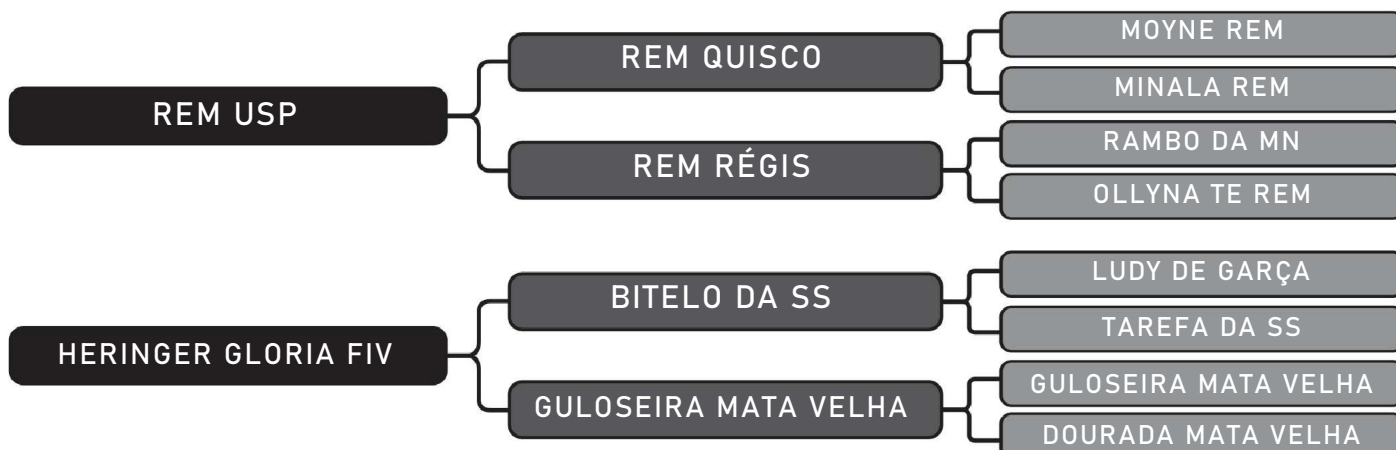 REM USP
REM QUISCO
MOYNE REM
MINALA REM
REM RÉGIS
RAMBO DA MN
OLLYNA TE REM
HERINGER GLORIA FIV
BITELO DA SS
LUDY DE GARÇA
TAREFA DA SS
GULOSEIRA MATA VELHA
GULOSEIRA MATA VELHA
DOURADA MATA VELHA